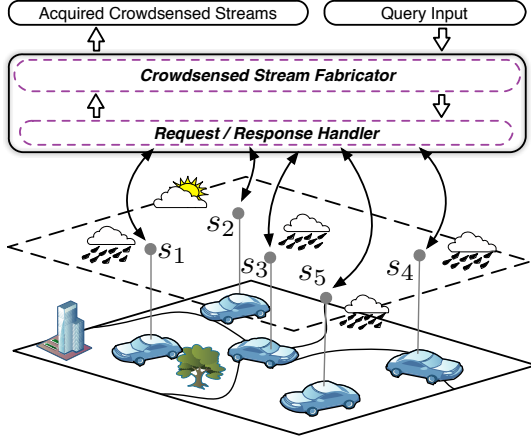 Acquired Crowdsensed Streams
Query Input
Crowdsensed Stream Fabricator
Request / Response Handler
s1
s2
s3
s5
s4